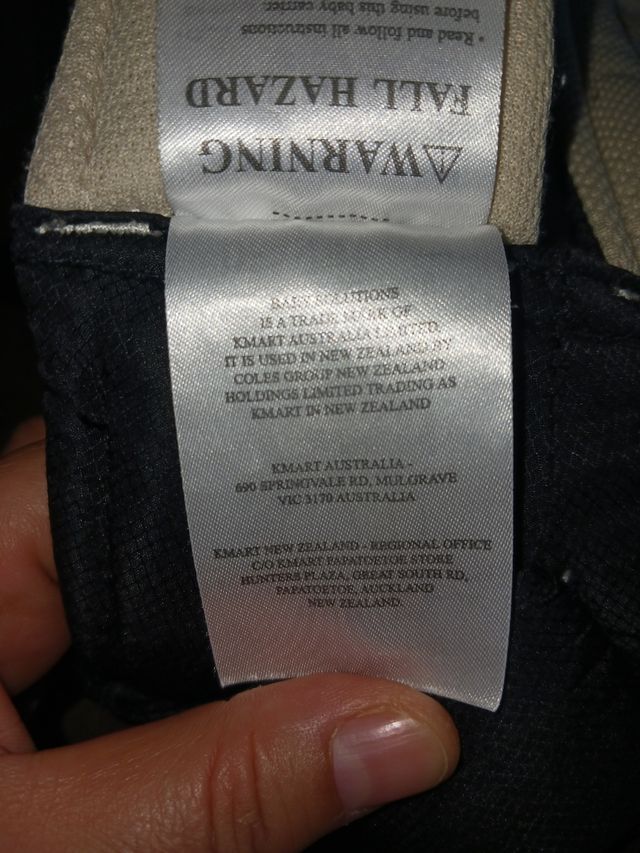 ⚠WARNING
FALL HAZARD
• Read and follow all instructions
before using this baby carrier.
BABY SOLUTIONS
IS A TRADE MARK OF
KMART AUSTRALIA LIMITED.
IT IS USED IN NEW ZEALAND BY
COLES GROUP NEW ZEALAND
HOLDINGS LIMITED TRADING AS
KMART IN NEW ZEALAND
KMART AUSTRALIA -
690 SPRINGVALE RD, MULGRAVE
VIC 3170 AUSTRALIA
KMART NEW ZEALAND - REGIONAL OFFICE
C/O KMART PAPATOETOE STORE
HUNTERS PLAZA, GREAT SOUTH RD,
PAPATOETOE, AUCKLAND
NEW ZEALAND.